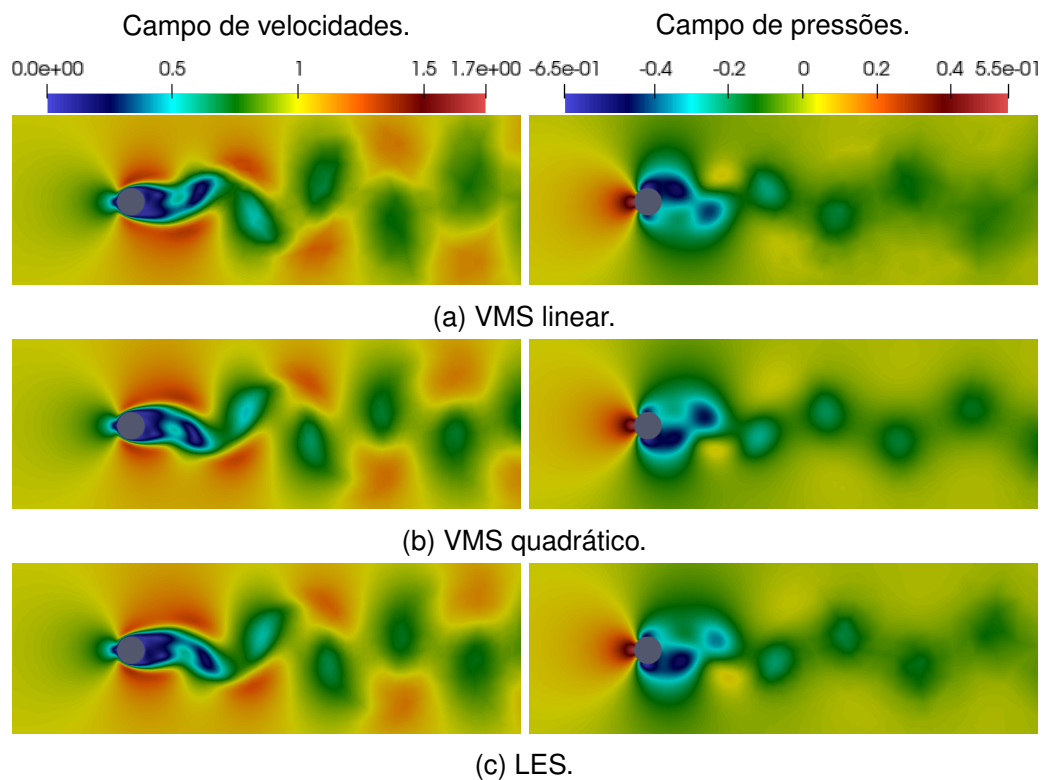 Campo de velocidades. Campo de pressões.
0.0e+00 0.5 1 1.5 1.7e+00 -6.5e-01 -0.4 -0.2 0 0.2 0.4 5.5e-01
(a) VMS linear.
(b) VMS quadrático.
(c) LES.